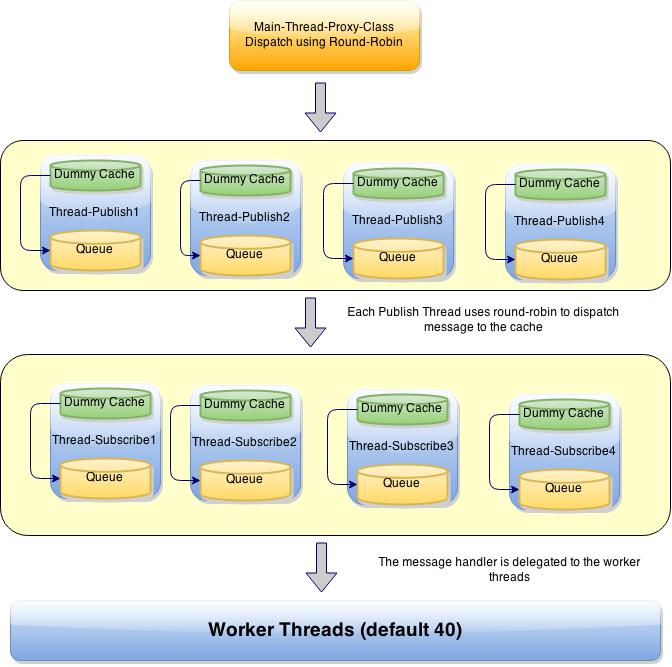 Main-Thread-Proxy-Class
Dispatch using Round-Robin
Dummy Cache
Thread-Publish1
Queue
Dummy Cache
Thread-Publish2
Queue
Dummy Cache
Thread-Publish3
Queue
Dummy Cache
Thread-Publish4
Queue
Each Publish Thread uses round-robin to dispatch
message to the cache
Dummy Cache
Thread-Subscribe1
Queue
Dummy Cache
Thread-Subscribe2
Queue
Dummy Cache
Thread-Subscribe3
Queue
Dummy Cache
Thread-Subscribe4
Queue
The message handler is delegated to the worker
threads
Worker Threads (default 40)